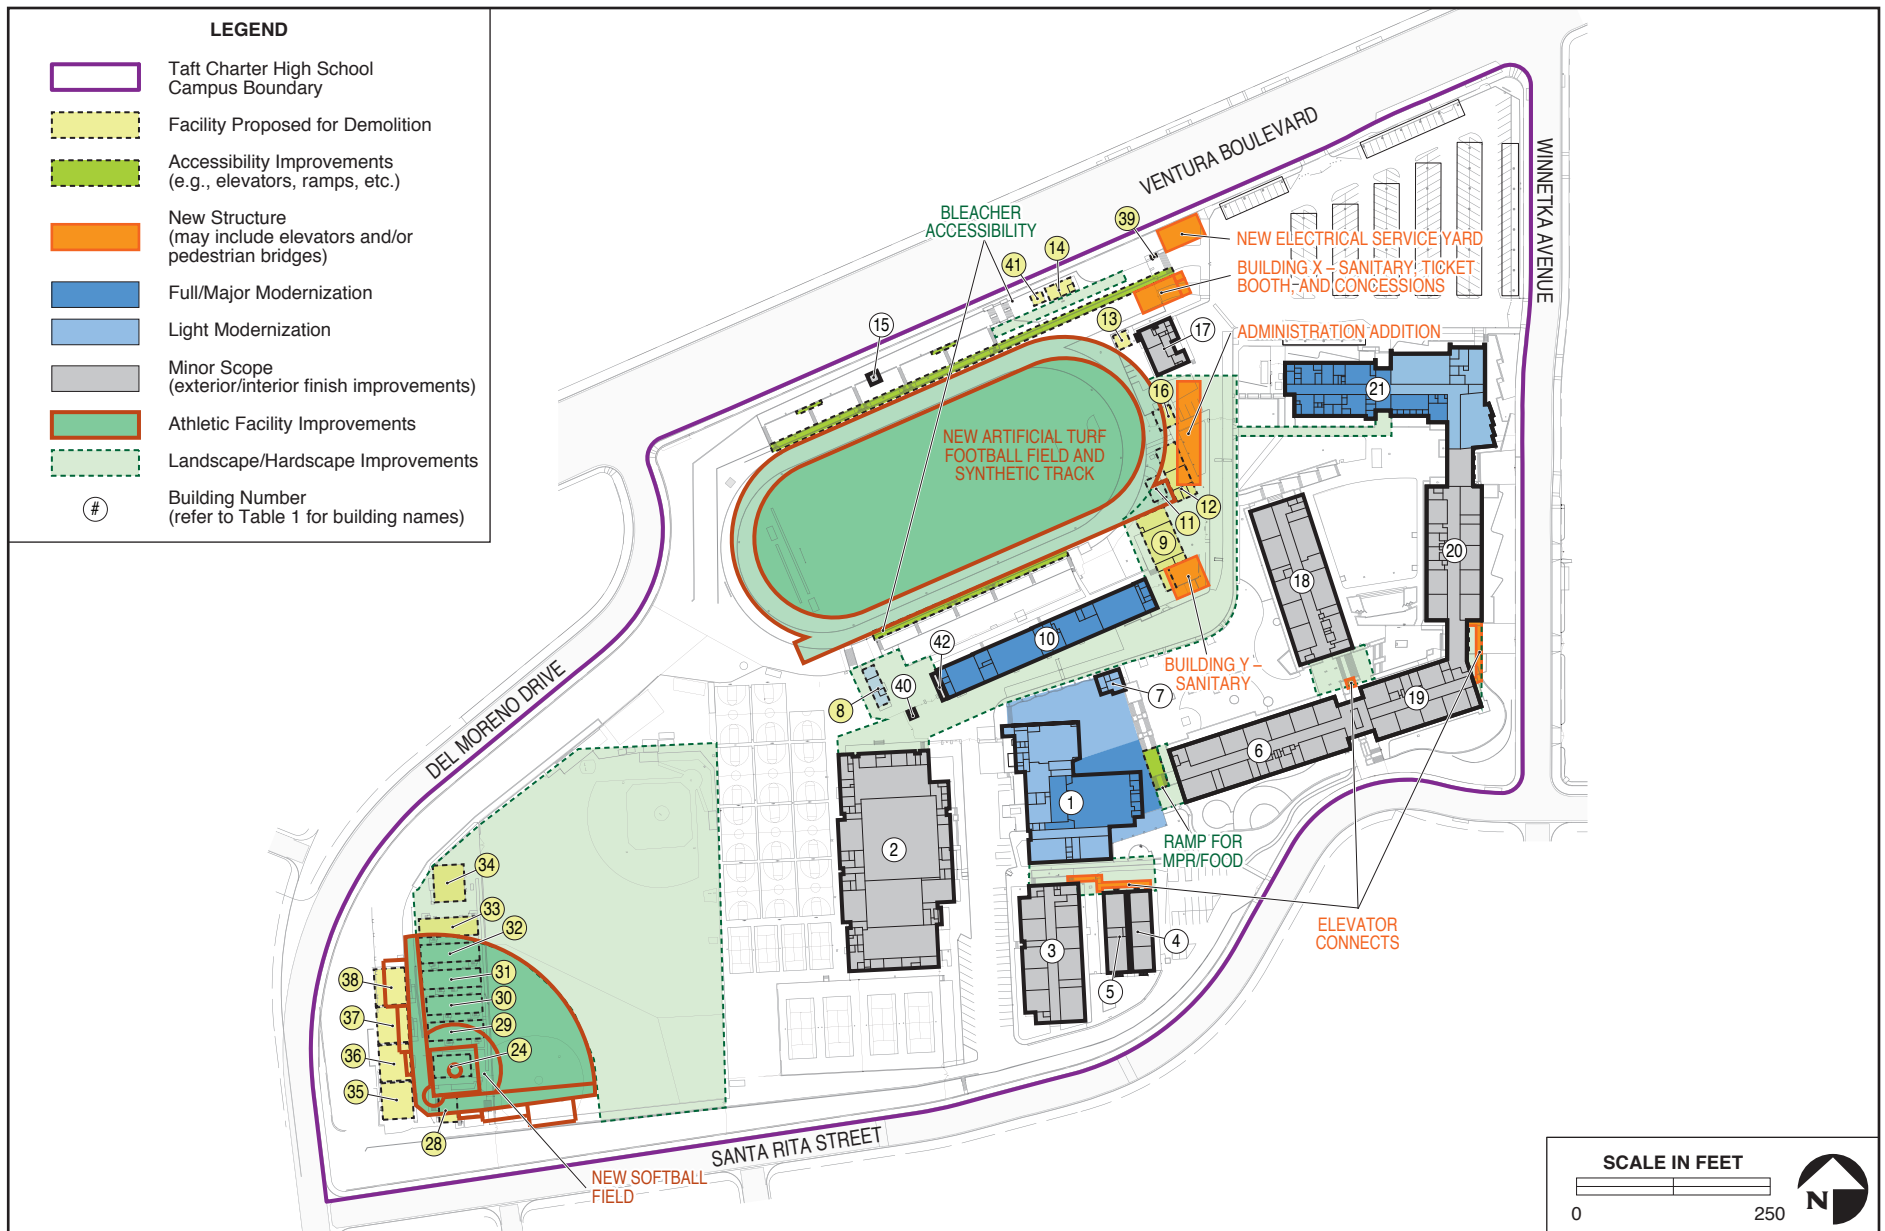 LEGEND
Taft Charter High School
Campus Boundary
Facility Proposed for Demolition
Accessibility Improvements
(e.g., elevators, ramps, etc.)
New Structure
(may include elevators and/or
pedestrian bridges)
Full/Major Modernization
Light Modernization
Minor Scope
(exterior/interior finish improvements)
Athletic Facility Improvements
Landscape/Hardscape Improvements
#
Building Number
(refer to Table 1 for building names)
VENTURA BOULEVARD
WINNETKA AVENUE
DEL MORENO DRIVE
SANTA RITA STREET
BLEACHER
ACCESSIBILITY
39
14
41
NEW ELECTRICAL SERVICE YARD
BUILDING X – SANITARY, TICKET
BOOTH, AND CONCESSIONS
15
13
17
ADMINISTRATION ADDITION
21
16
NEW ARTIFICIAL TURF
FOOTBALL FIELD AND
SYNTHETIC TRACK
12
11
9
20
18
10
42
BUILDING Y –
SANITARY
40
8
7
19
6
1
2
RAMP FOR
MPR/FOOD
ELEVATOR
CONNECTS
3
4
5
34
33
32
31
30
29
24
38
37
36
35
28
NEW SOFTBALL
FIELD
SCALE IN FEET
0
250
N